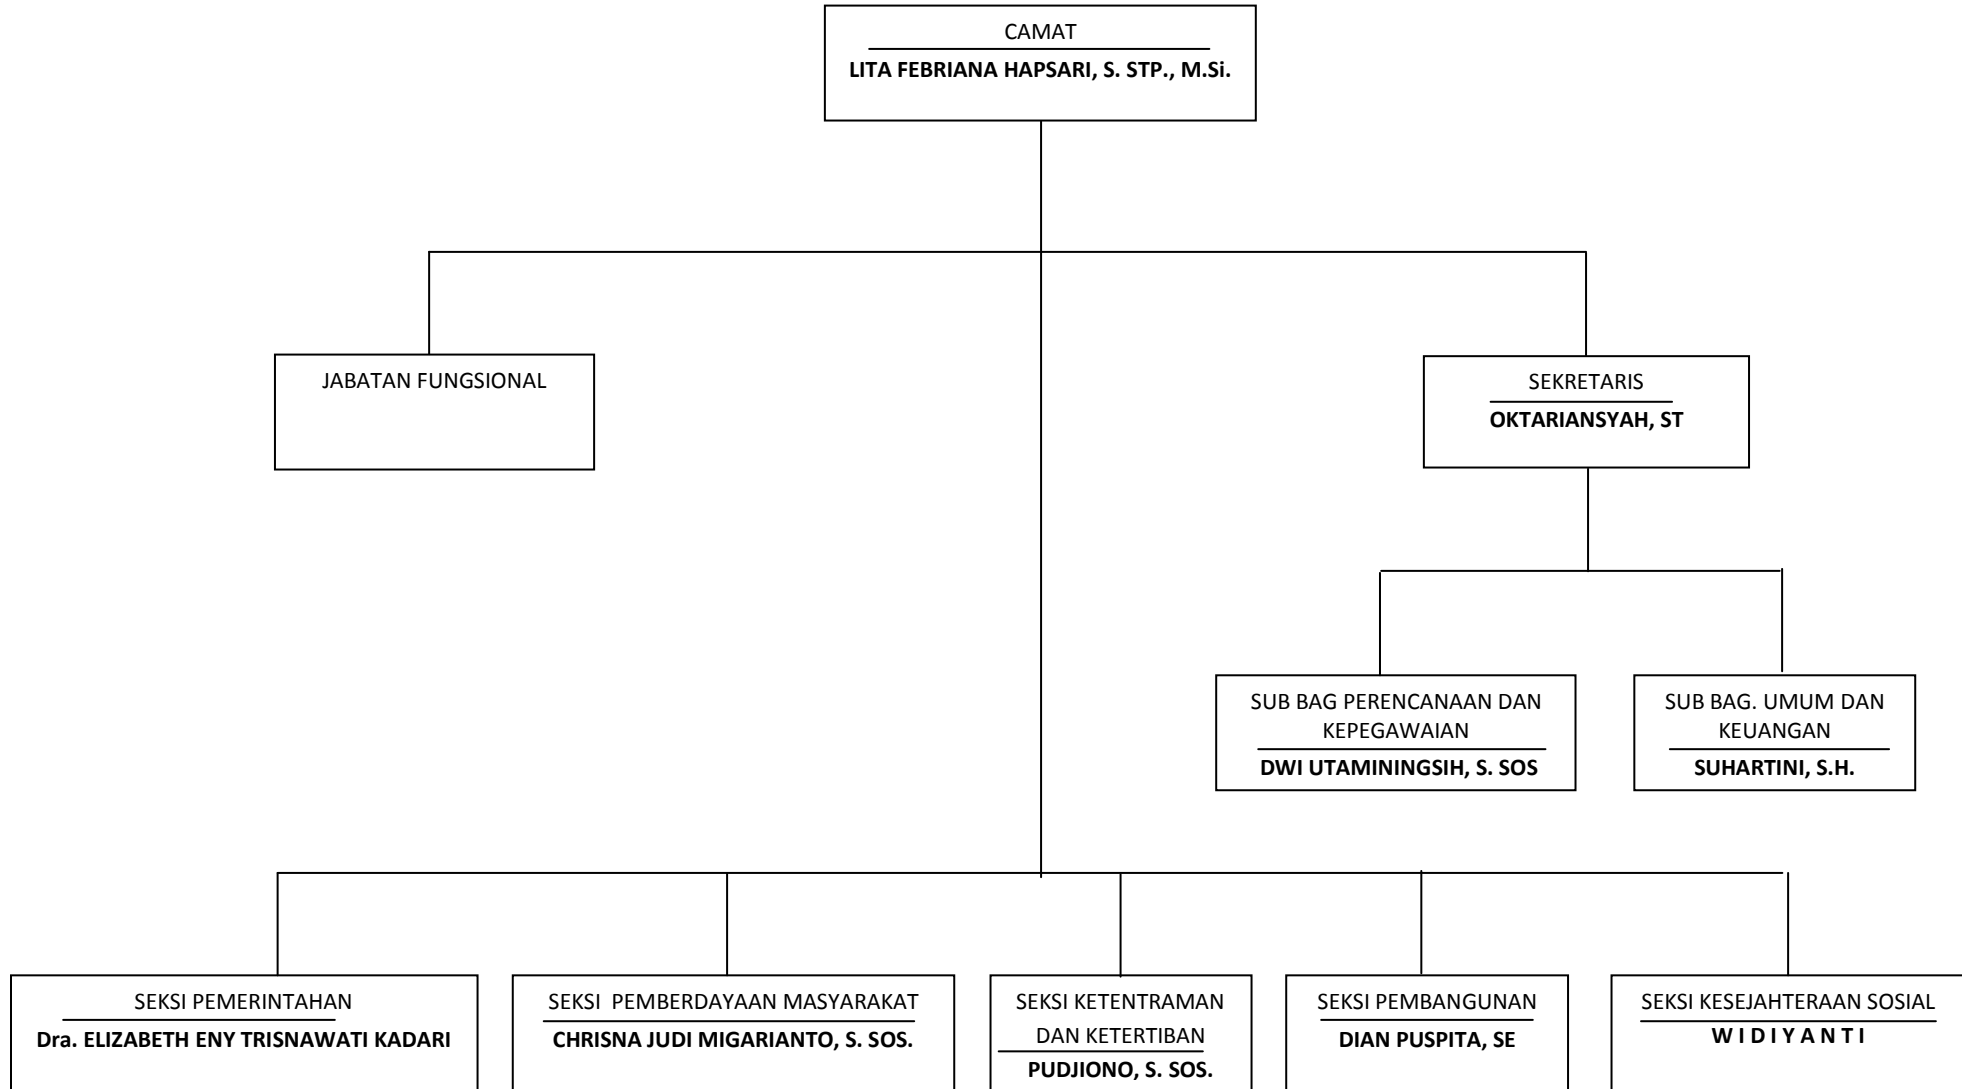 CAMAT
LITA FEBRIANA HAPSARI, S. STP., M.Si.
JABATAN FUNGSIONAL
SEKRETARIS
OKTARIANSYAH, ST
SUB BAG PERENCANAAN DAN
KEPEGAWAIAN
DWI UTAMININGSIH, S. SOS
SUB BAG. UMUM DAN
KEUANGAN
SUHARTINI, S.H.
SEKSI PEMERINTAHAN
Dra. ELIZABETH ENY TRISNAWATI KADARI
SEKSI  PEMBERDAYAAN MASYARAKAT
CHRISNA JUDI MIGARIANTO, S. SOS.
SEKSI KETENTRAMAN
DAN KETERTIBAN
PUDJIONO, S. SOS.
SEKSI PEMBANGUNAN
DIAN PUSPITA, SE
SEKSI KESEJAHTERAAN SOSIAL
W I D I Y A N T I